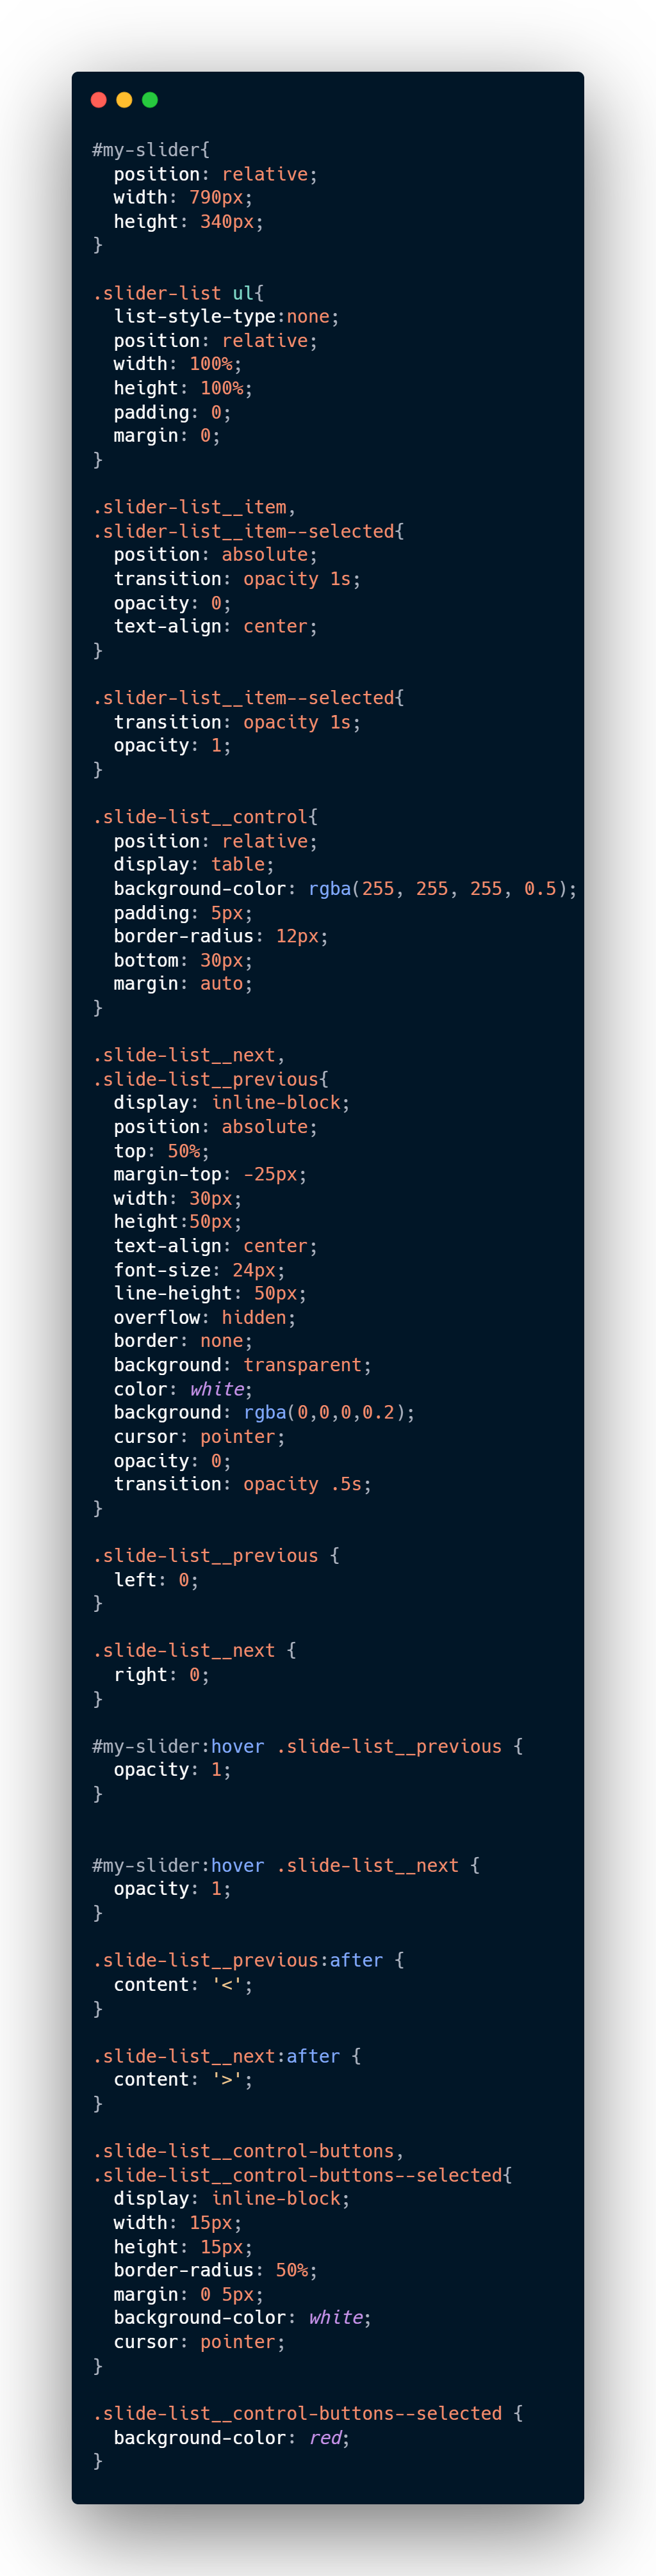 #my-slider{
  position: relative;
  width: 790px;
  height: 340px;
}

.slider-list ul{
  list-style-type:none;
  position: relative;
  width: 100%;
  height: 100%;
  padding: 0;
  margin: 0;
}

.slider-list__item,
.slider-list__item--selected{
  position: absolute;
  transition: opacity 1s;
  opacity: 0;
  text-align: center;
}

.slider-list__item--selected{
  transition: opacity 1s;
  opacity: 1;
}

.slide-list__control{
  position: relative;
  display: table;
  background-color: rgba(255, 255, 255, 0.5);
  padding: 5px;
  border-radius: 12px;
  bottom: 30px;
  margin: auto;
}

.slide-list__next,
.slide-list__previous{
  display: inline-block;
  position: absolute;
  top: 50%;
  margin-top: -25px;
  width: 30px;
  height:50px;
  text-align: center;
  font-size: 24px;
  line-height: 50px;
  overflow: hidden;
  border: none;
  background: transparent;
  color: white;
  background: rgba(0,0,0,0.2);
  cursor: pointer;
  opacity: 0;
  transition: opacity .5s;
}

.slide-list__previous {
  left: 0;
}

.slide-list__next {
  right: 0;
}

#my-slider:hover .slide-list__previous {
  opacity: 1;
}


#my-slider:hover .slide-list__next {
  opacity: 1;
}

.slide-list__previous:after {
  content: '<';
}

.slide-list__next:after {
  content: '>';
}

.slide-list__control-buttons,
.slide-list__control-buttons--selected{
  display: inline-block;
  width: 15px;
  height: 15px;
  border-radius: 50%;
  margin: 0 5px;
  background-color: white;
  cursor: pointer;
}

.slide-list__control-buttons--selected {
  background-color: red;
}